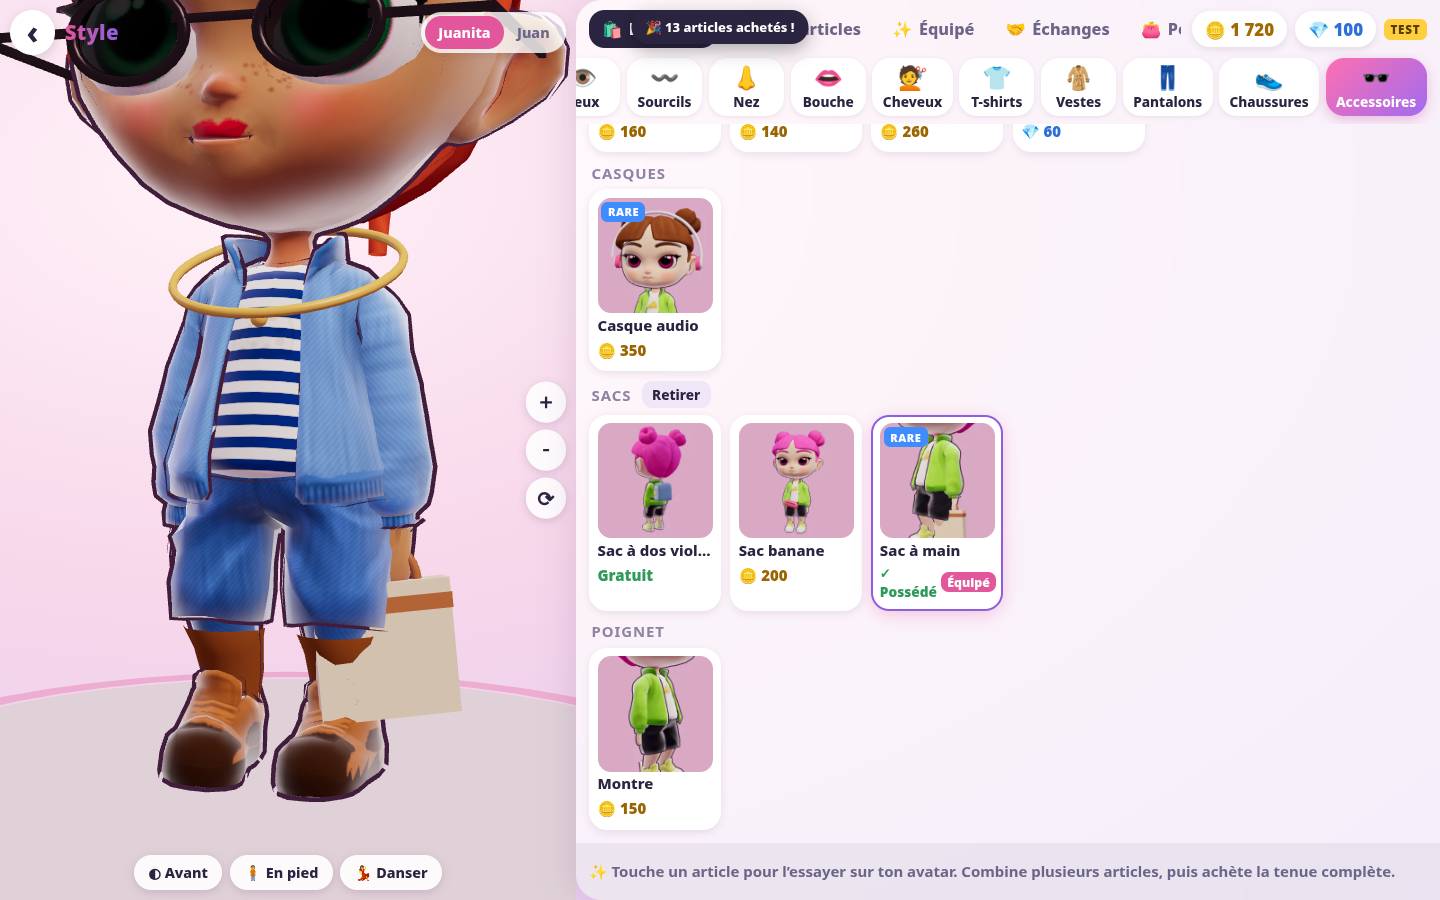 Style
Juanita
Juan
🎉 13 articles achetés !
✨ Équipé
🤝 Échanges
1 720
100
TEST
Sourcils
Nez
Bouche
Cheveux
T-shirts
Vestes
Pantalons
Chaussures
Accessoires
160
140
260
60
CASQUES
RARE
Casque audio
350
SACS
Retirer
RARE
Sac à dos viol...
Sac banane
Sac à main
Gratuit
200
✓ Possédé
Équipé
POIGNET
Montre
150
+
-
Avant
En pied
Danser
✨ Touche un article pour l’essayer sur ton avatar. Combine plusieurs articles, puis achète la tenue complète.